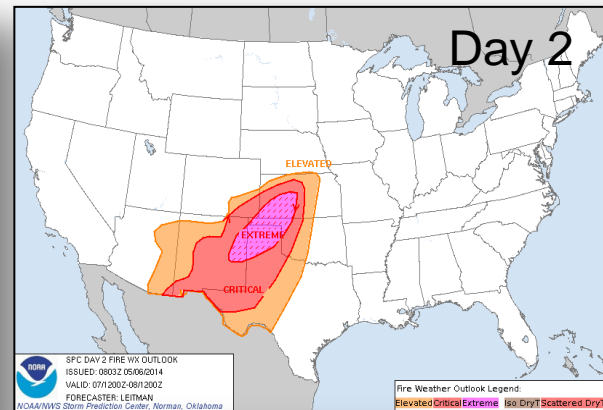 Day 2
ELEVATED
EXTREME
CRITICAL
NOAA
SPC DAY 2 FIRE WX OUTLOOK
ISSUED: 0803Z 05/06/2014
VALID: 07/1200Z-08/1200Z
FORECASTER: LEITMAN
NOAA/NWS Storm Prediction Center, Norman, Oklahoma
Fire Weather Outlook Legend:
Elevated Critical Extreme Iso DryT Scattered DryT